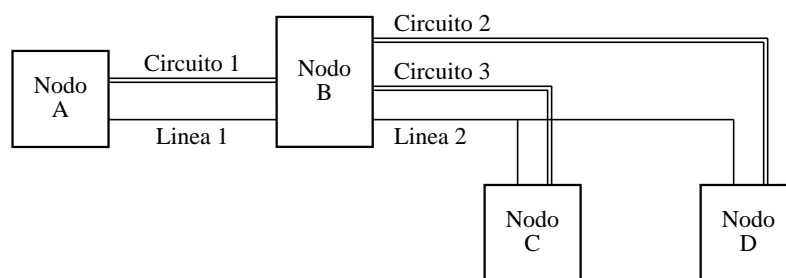 Circuito 2
Circuito 1
Nodo
A
Nodo
B
Circuito 3
Linea 1
Linea 2
Nodo
C
Nodo
D